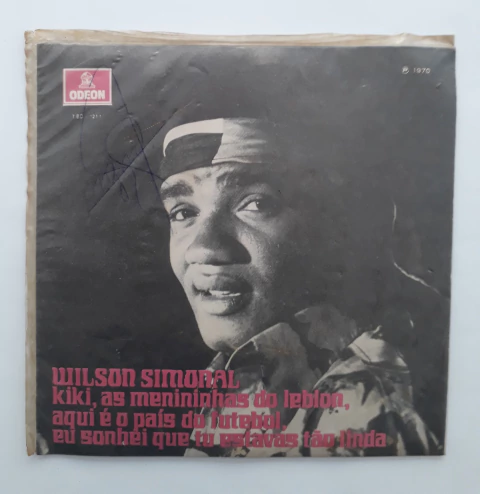 ODEON
℗ 1970
WILSON SIMONAL
kiki, as menininhas do leblon,
aqui é o país do futebol,
eu sonhei que tu estavas tão linda